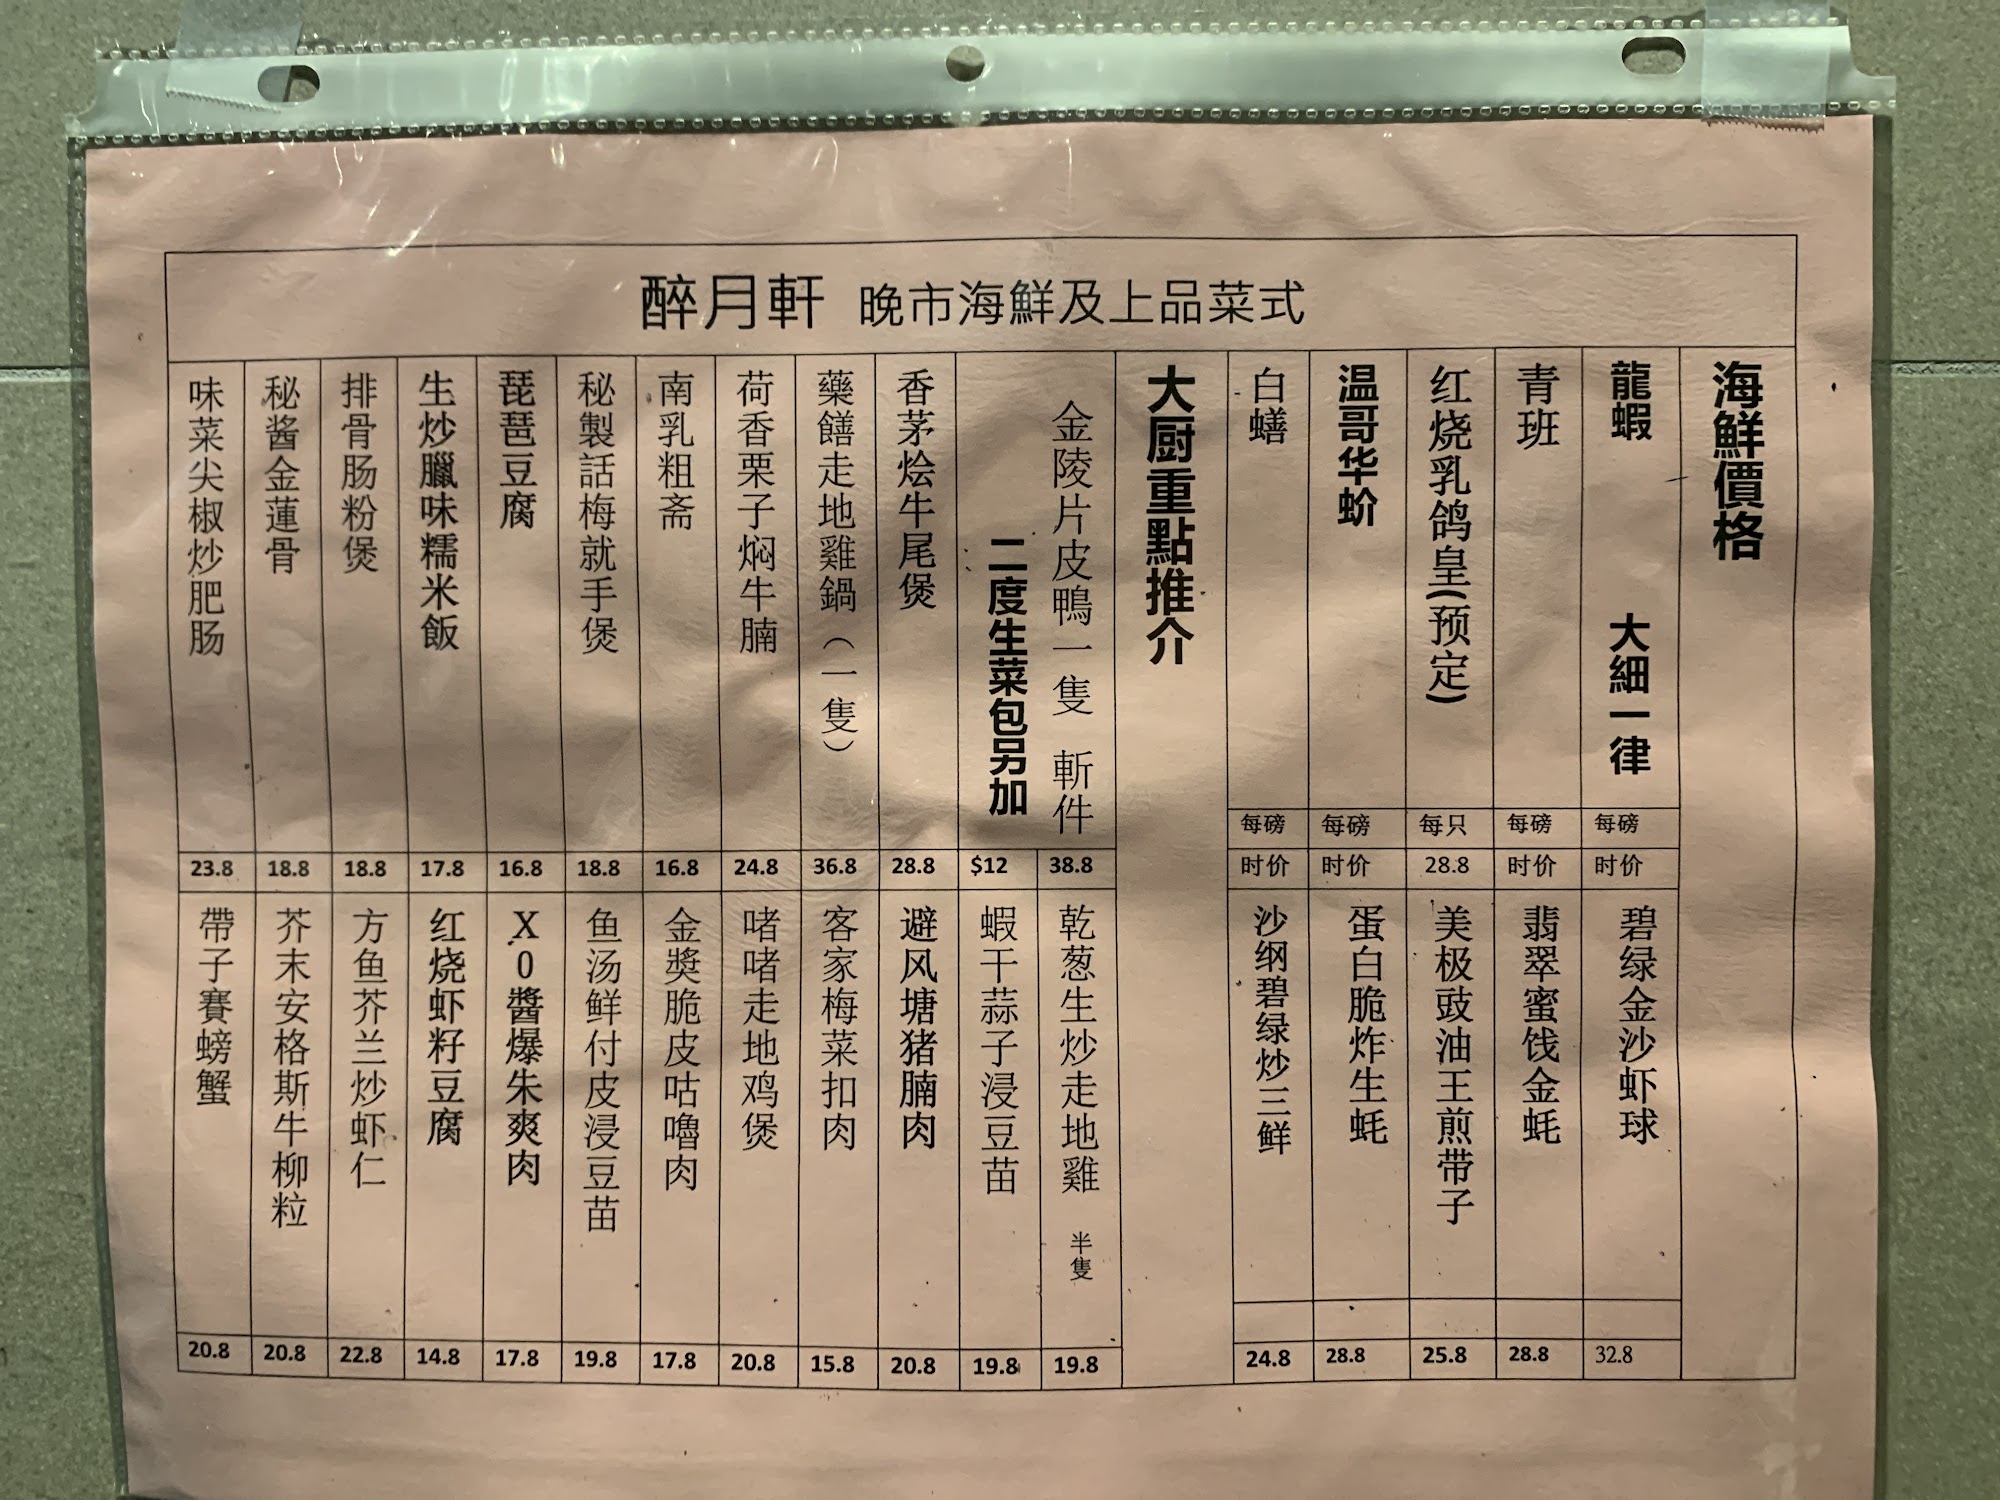 醉月軒 晚市海鮮及上品菜式
海鮮價格
龍蝦 大細一律
每磅
时价
碧绿金沙虾球
32.8
青班
每磅
时价
翡翠蜜饯金蚝
28.8
红烧乳鸽皇(预定)
每只
28.8
美极豉油王煎带子
25.8
温哥华蚧
每磅
时价
蛋白脆炸生蚝
28.8
白蟮
每磅
时价
沙纲碧绿炒三鲜
24.8
大厨重點推介
金陵片皮鴨一隻 斬件
38.8
乾葱生炒走地雞 半隻
19.8
二度生菜包另加
$12
蝦干蒜子浸豆苗
19.8
香茅烩牛尾煲
28.8
避风塘猪腩肉
20.8
藥饍走地雞鍋(一隻)
36.8
客家梅菜扣肉
15.8
荷香栗子焖牛腩
24.8
啫啫走地鸡煲
20.8
南乳粗斋
16.8
金獎脆皮咕嚕肉
17.8
秘製話梅就手煲
18.8
鱼汤鲜付皮浸豆苗
19.8
琵琶豆腐
16.8
XO醬爆朱爽肉
17.8
生炒臘味糯米飯
17.8
红烧虾籽豆腐
14.8
排骨肠粉煲
18.8
方鱼芥兰炒虾仁
22.8
秘酱金蓮骨
18.8
芥末安格斯牛柳粒
20.8
味菜尖椒炒肥肠
23.8
帶子賽螃蟹
20.8